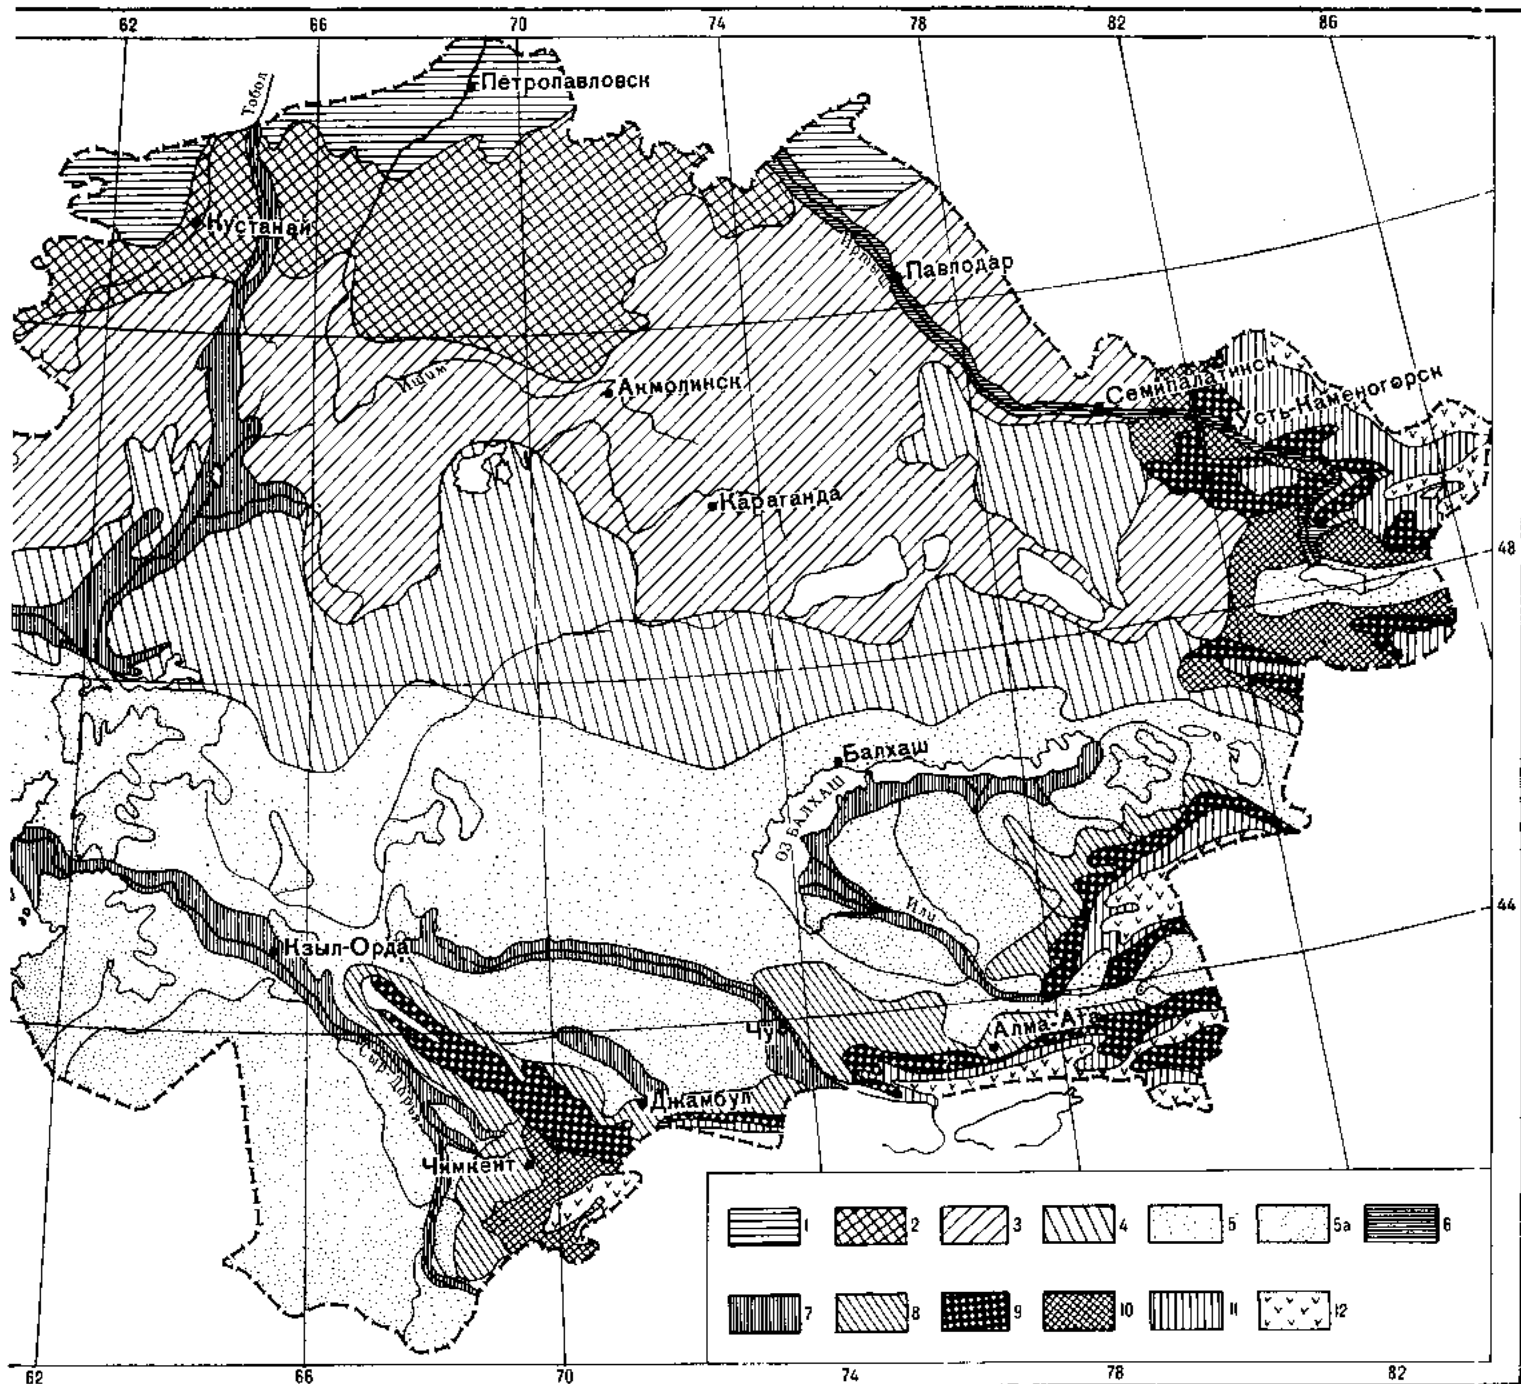 62 66 70 74 78 82 86
Тобол
Петропавловск
Кустанай
Иртыш
Павлодар
Ишим
Акмолинск
Семипалатинск
сть-Каменогорск
Караганда
48
Балхаш
ОЗ БАЛХАШ
Или
44
Кзыл-Орда
Чу
Алма-Ата
Сыр-Дарья
Джамбул
Чимкент
1 2 3 4 5 5а 6
7 8 9 10 11 12
62 66 70 74 78 82